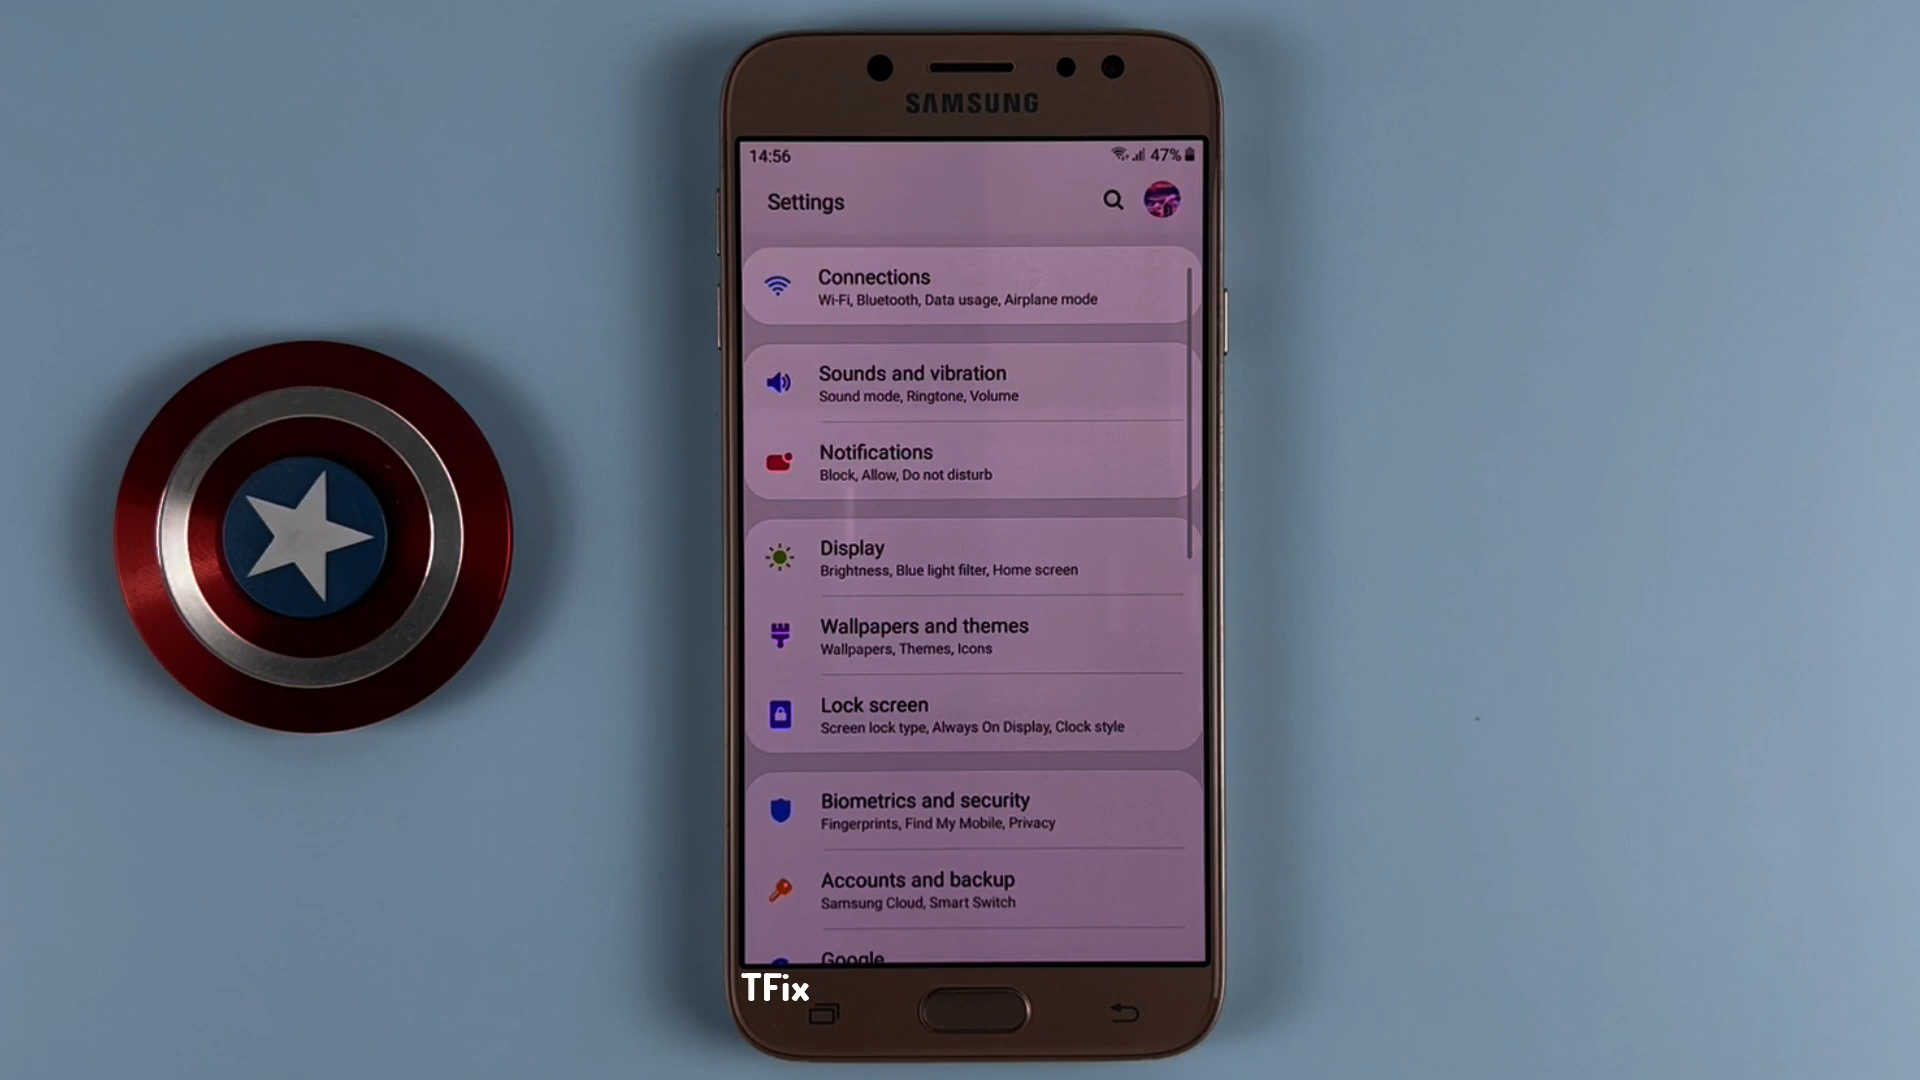 SAMSUNG
14:56
47%
Settings
Connections
Wi-Fi, Bluetooth, Data usage, Airplane mode
Sounds and vibration
Sound mode, Ringtone, Volume
Notifications
Block, Allow, Do not disturb
Display
Brightness, Blue light filter, Home screen
Wallpapers and themes
Wallpapers, Themes, Icons
Lock screen
Screen lock type, Always On Display, Clock style
Biometrics and security
Fingerprints, Find My Mobile, Privacy
Accounts and backup
Samsung Cloud, Smart Switch
Google
TFix